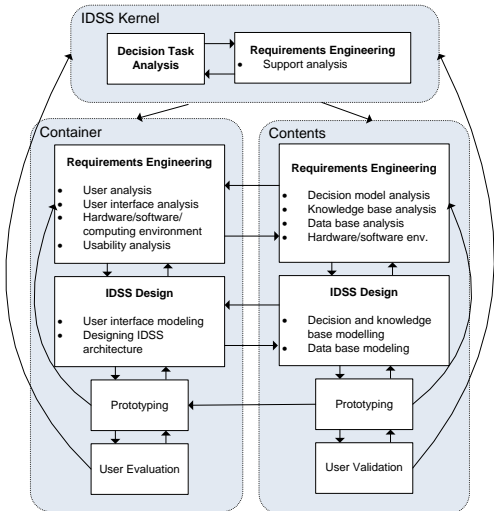 IDSS Kernel
Decision Task
Analysis
Requirements Engineering
• Support analysis
Container
Requirements Engineering
• User analysis
• User interface analysis
• Hardware/software/
computing environment
• Usability analysis
IDSS Design
• User interface modeling
• Designing IDSS
architecture
Prototyping
User Evaluation
Contents
Requirements Engineering
• Decision model analysis
• Knowledge base analysis
• Data base analysis
• Hardware/software env.
IDSS Design
• Decision and knowledge
base modelling
• Data base modeling
Prototyping
User Validation